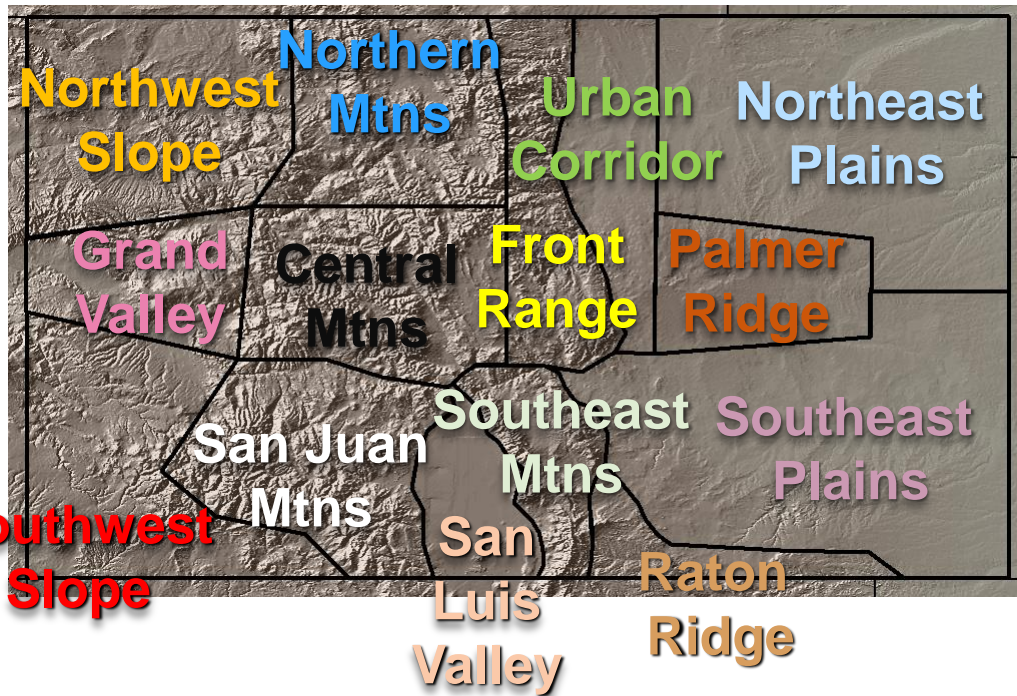 Northwest
Slope
Northern
Mtns
Urban
Corridor
Northeast
Plains
Grand
Valley
Central
Mtns
Front
Range
Palmer
Ridge
San Juan
Mtns
Southeast
Mtns
Southeast
Plains
outhwest
Slope
San
Luis
Valley
Raton
Ridge